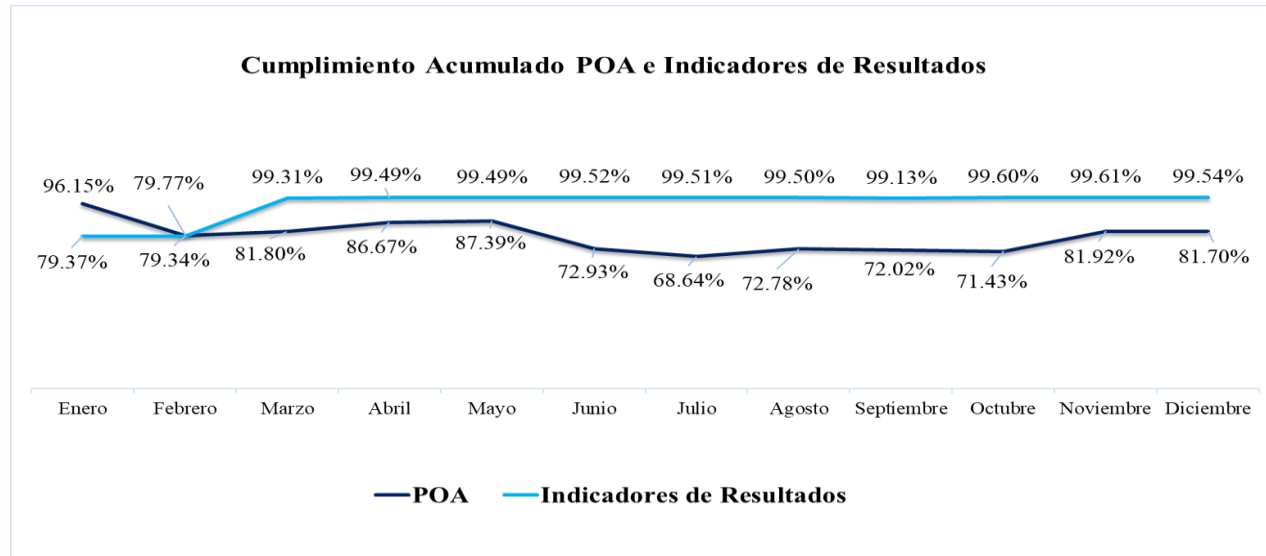 Cumplimiento Acumulado POA e Indicadores de Resultados
96.15% 79.77% 99.31% 99.49% 99.49% 99.52% 99.51% 99.50% 99.13% 99.60% 99.61% 99.54%
79.37% 79.34% 81.80% 86.67% 87.39% 72.93% 68.64% 72.78% 72.02% 71.43% 81.92% 81.70%
Enero Febrero Marzo Abril Mayo Junio Julio Agosto Septiembre Octubre Noviembre Diciembre
POA Indicadores de Resultados